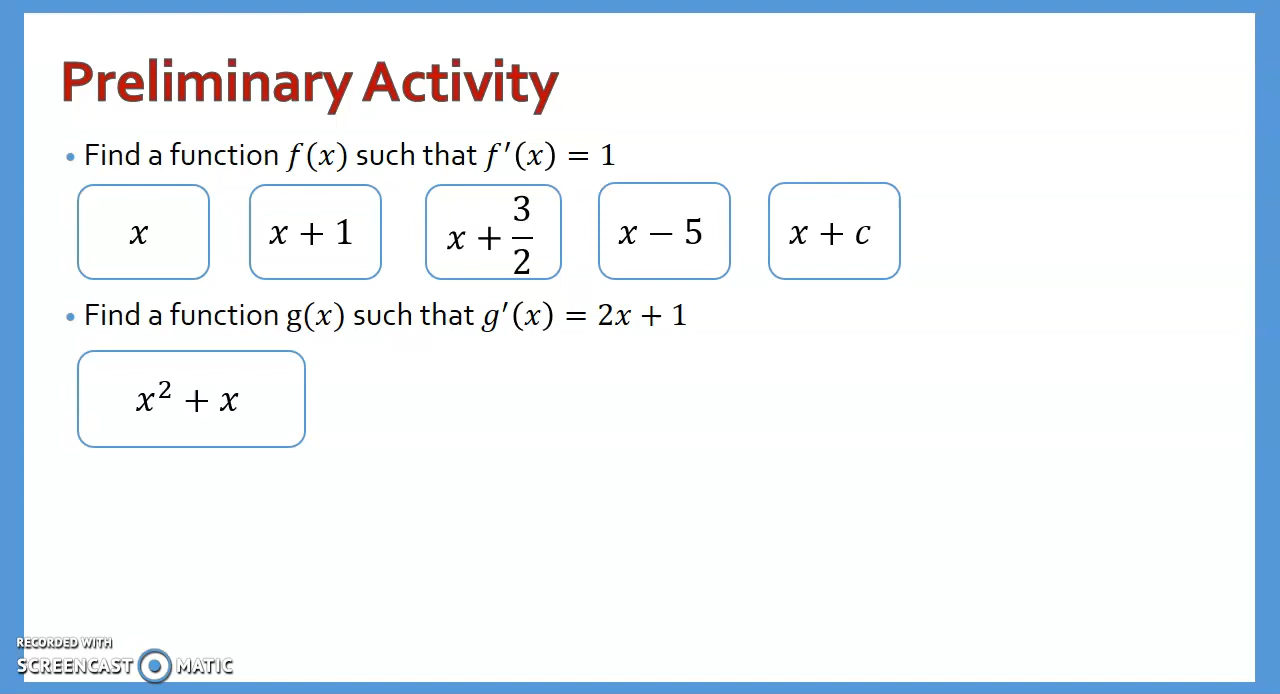 Preliminary Activity
• Find a function f(x) such that f′(x) = 1
x x + 1 x + 3/2 x − 5 x + c
• Find a function g(x) such that g′(x) = 2x + 1
x² + x
RECORDED WITH
SCREENCAST MATIC